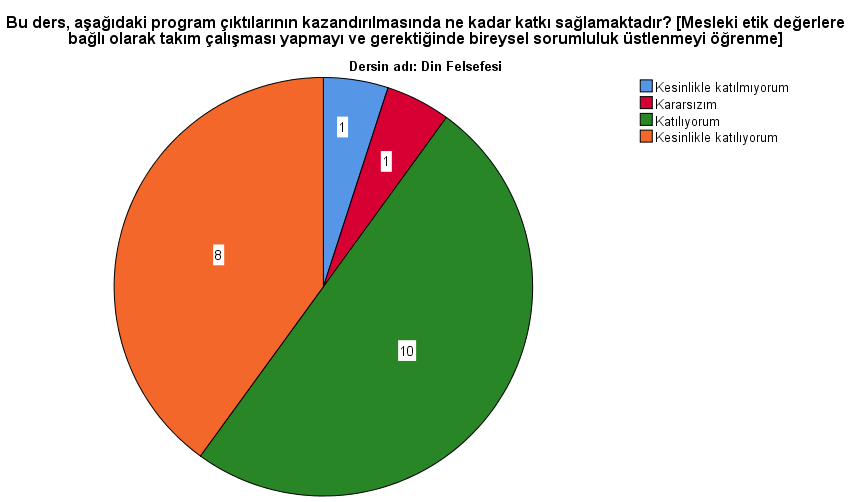 Bu ders, aşağıdaki program çıktılarının kazandırılmasında ne kadar katkı sağlamaktadır? [Mesleki etik değerlere
bağlı olarak takım çalışması yapmayı ve gerektiğinde bireysel sorumluluk üstlenmeyi öğrenme]
Dersin adı: Din Felsefesi
Kesinlikle katılmıyorum
Kararsızım
Katılıyorum
Kesinlikle katılıyorum
1
1
8
10